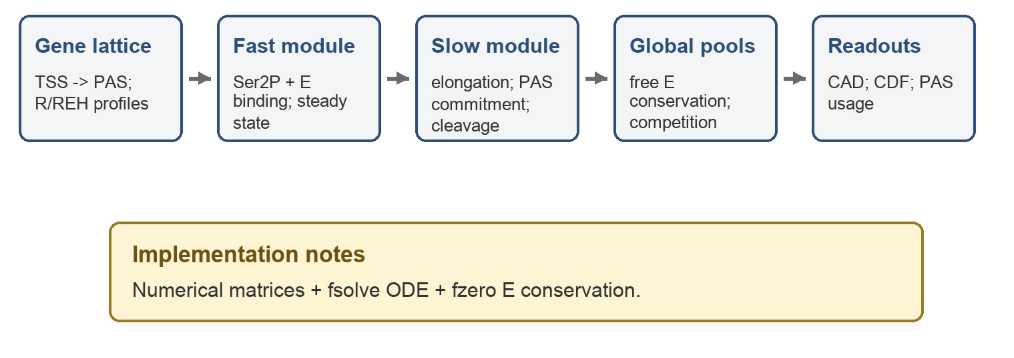 Gene lattice
TSS -> PAS;
R/REH profiles
Fast module
Ser2P + E
binding; steady
state
Slow module
elongation; PAS
commitment;
cleavage
Global pools
free E
conservation;
competition
Readouts
CAD; CDF; PAS
usage
Implementation notes
Numerical matrices + fsolve ODE + fzero E conservation.